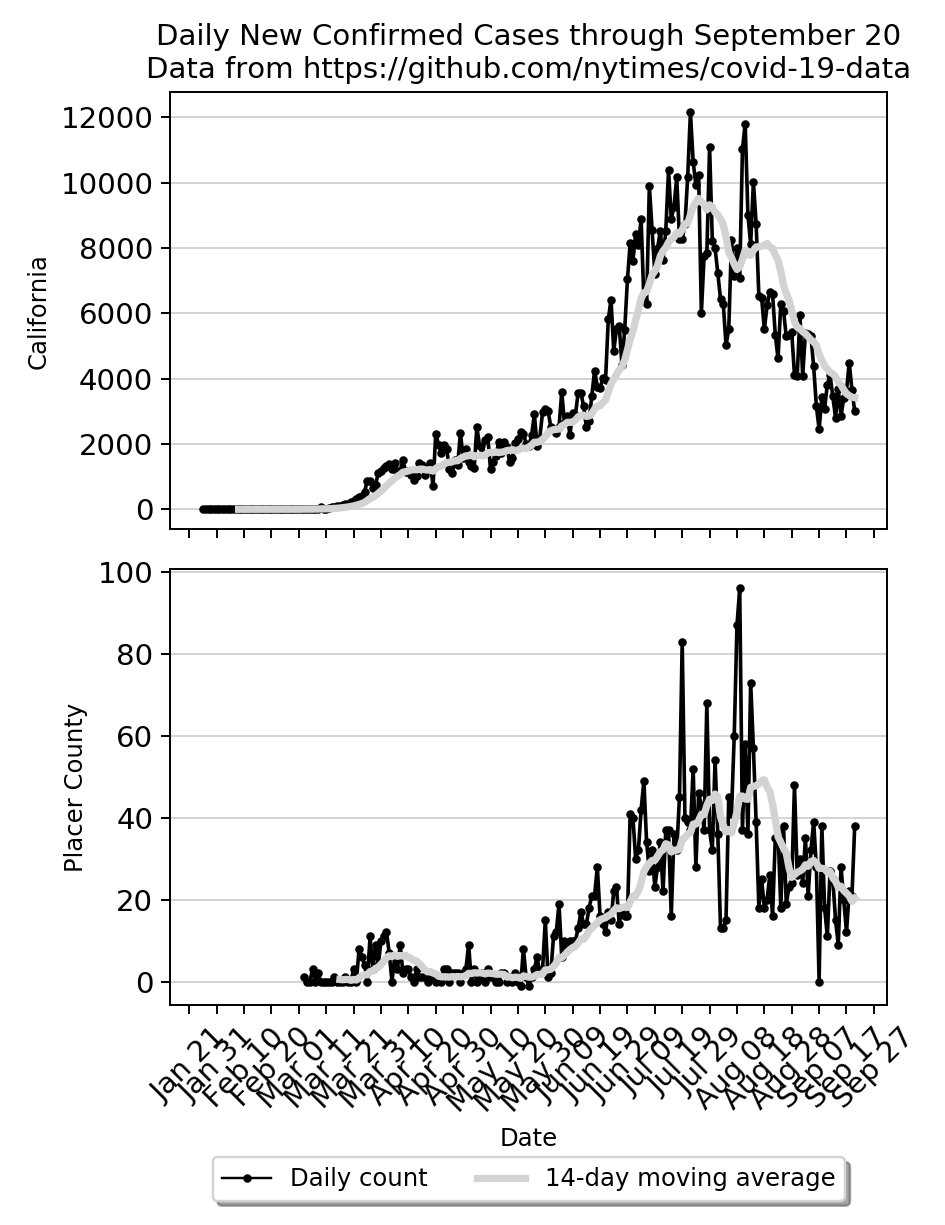 Daily New Confirmed Cases through September 20
Data from https://github.com/nytimes/covid-19-data
12000
10000
8000
6000
4000
2000
0
California
100
80
60
40
20
0
Placer County
Jan 21
Jan 31
Feb 10
Feb 20
Mar 01
Mar 11
Mar 21
Mar 31
Apr 10
Apr 20
Apr 30
May 10
May 20
May 30
Jun 09
Jun 19
Jun 29
Jul 09
Jul 19
Jul 29
Aug 08
Aug 18
Aug 28
Sep 07
Sep 17
Sep 27
Date
Daily count
14-day moving average